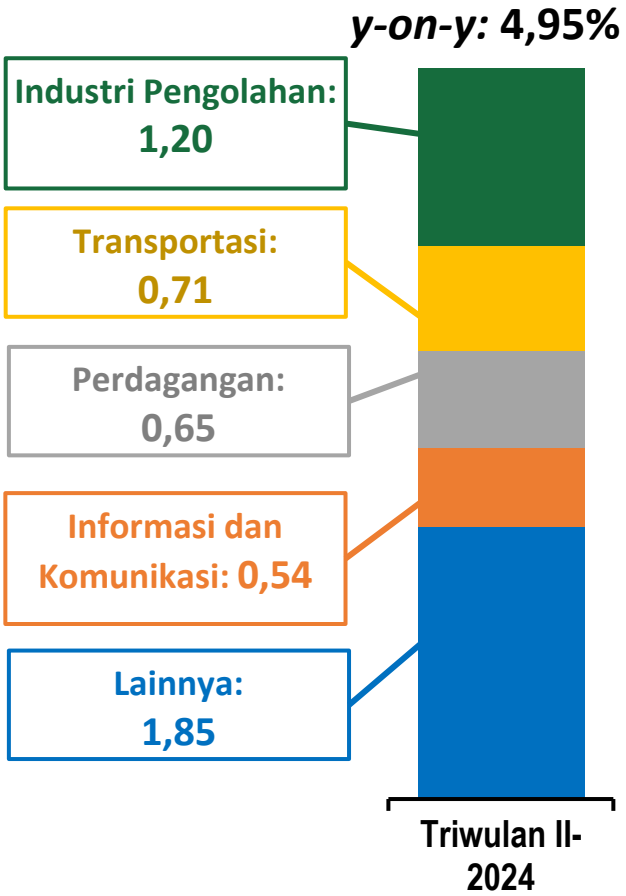 y-on-y: 4,95%
Industri Pengolahan:
1,20
Transportasi:
0,71
Perdagangan:
0,65
Informasi dan
Komunikasi: 0,54
Lainnya:
1,85
Triwulan II-
2024